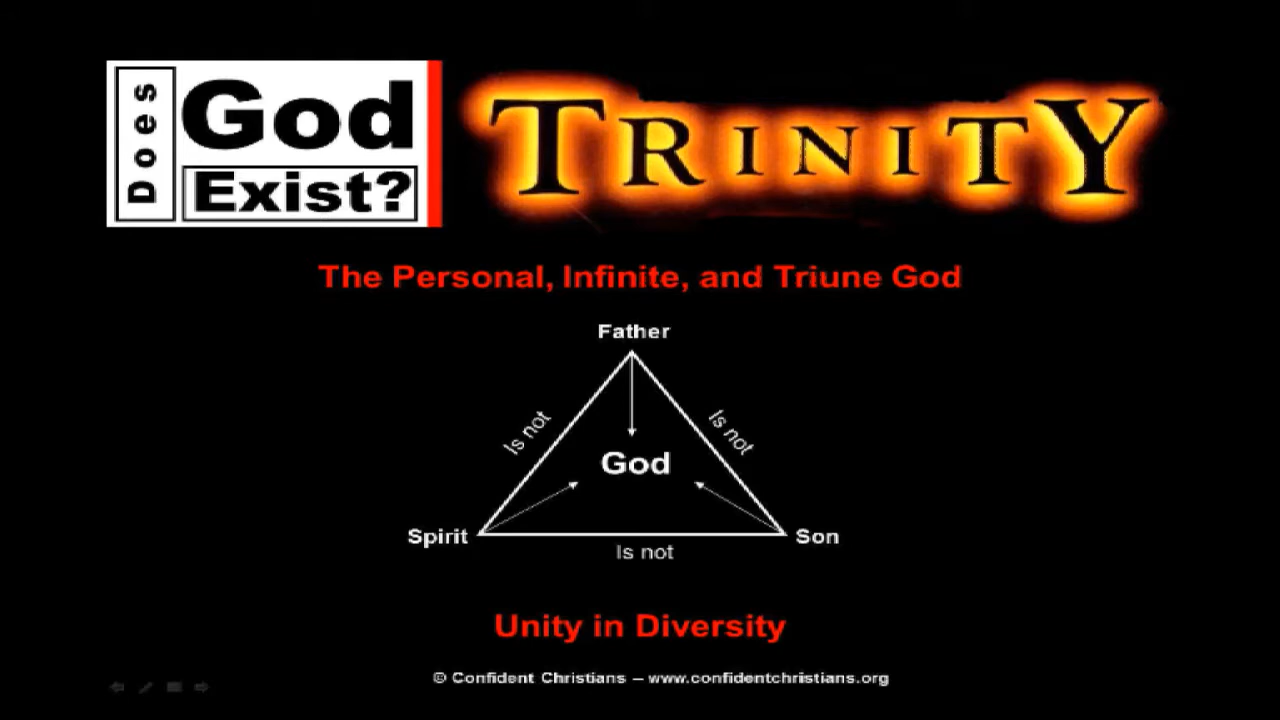 Does
God
Exist?
TRINITY
The Personal, Infinite, and Triune God
Father
Is not
Is not
God
Spirit
Son
Is not
Unity in Diversity
© Confident Christians – www.confidentchristians.org